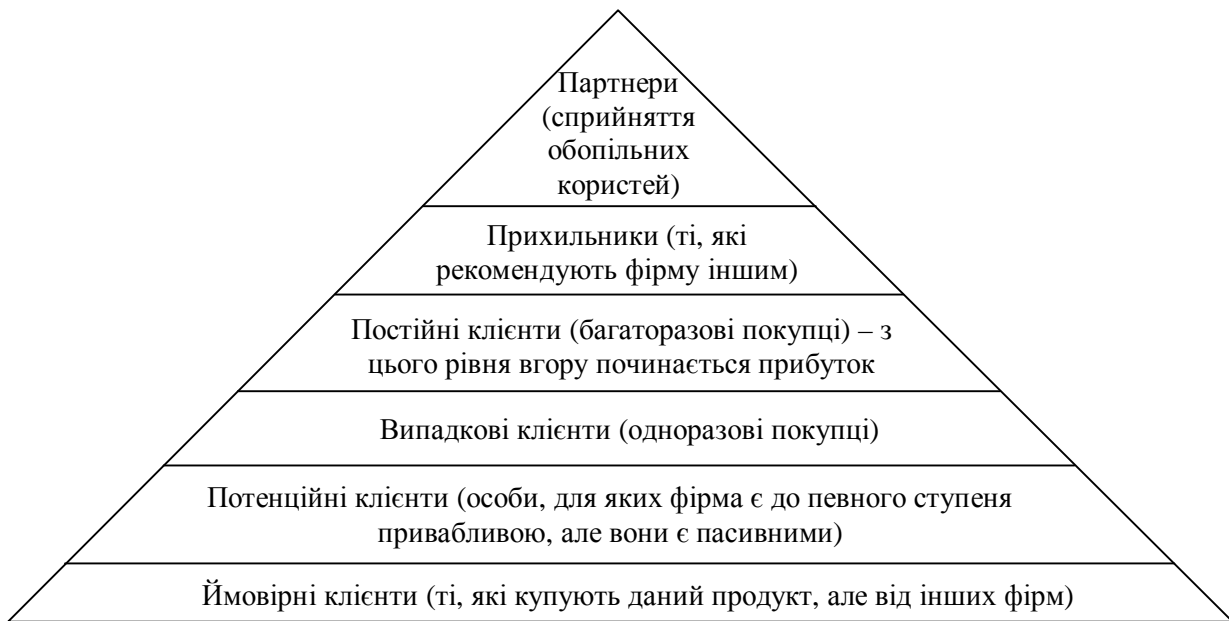 Партнери
(сприйняття
обопільних
користей)
Прихильники (ті, які
рекомендують фірму іншим)
Постійні клієнти (багаторазові покупці) – з
цього рівня вгору починається прибуток
Випадкові клієнти (одноразові покупці)
Потенційні клієнти (особи, для яких фірма є до певного ступеня
привабливою, але вони є пасивними)
Ймовірні клієнти (ті, які купують даний продукт, але від інших фірм)